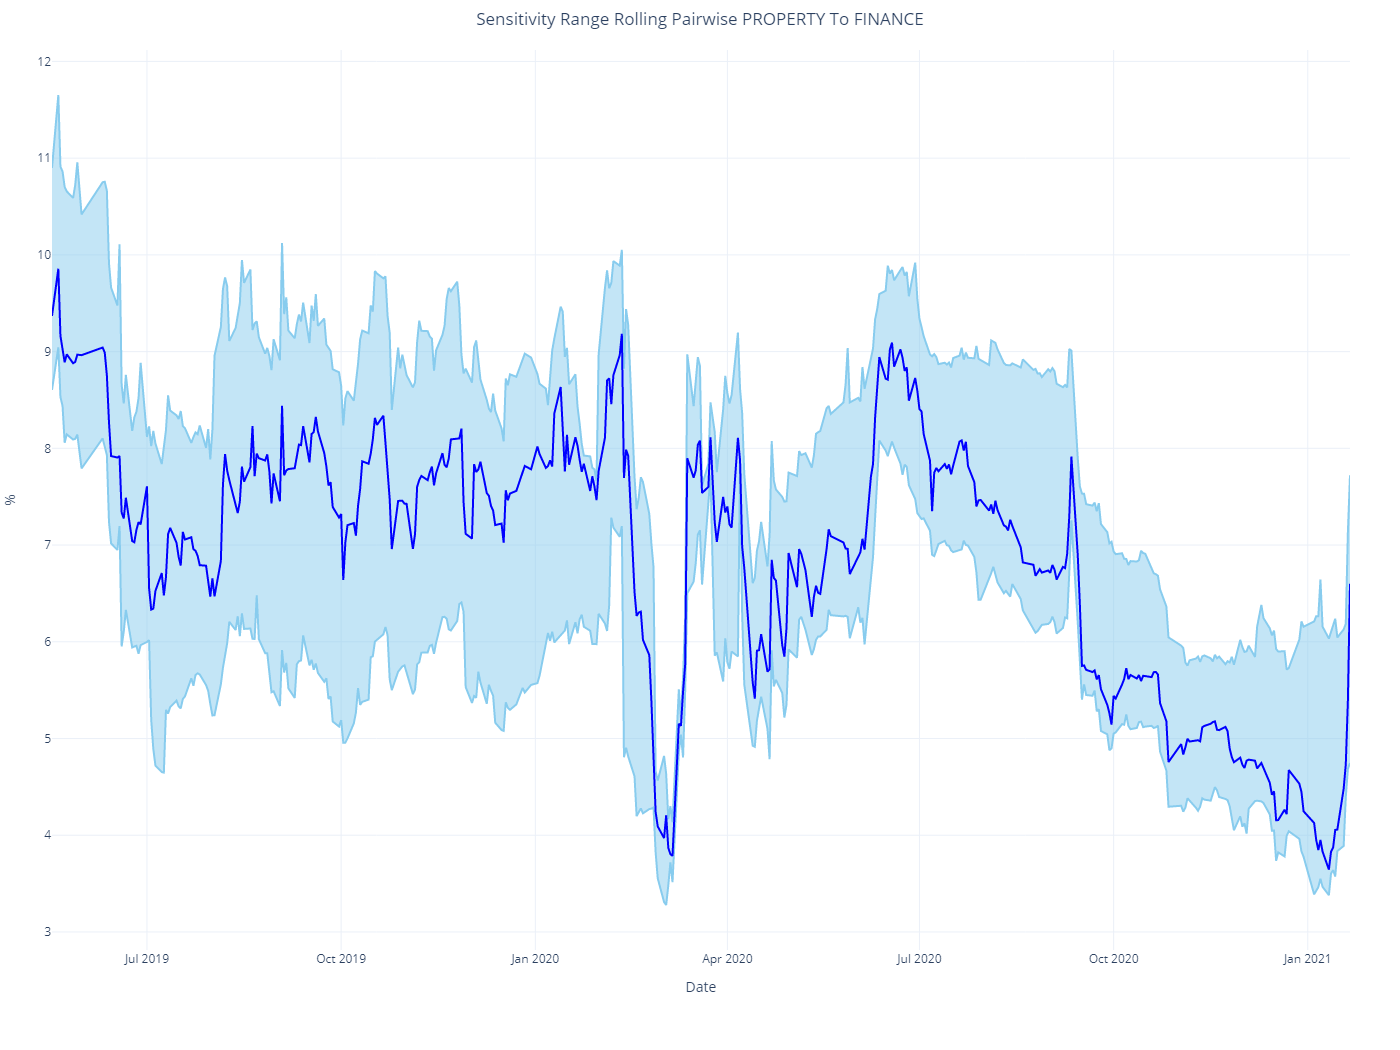 Sensitivity Range Rolling Pairwise PROPERTY To FINANCE
12
11
10
9
8
7
6
5
4
3
%
Jul 2019
Oct 2019
Jan 2020
Apr 2020
Jul 2020
Oct 2020
Jan 2021
Date